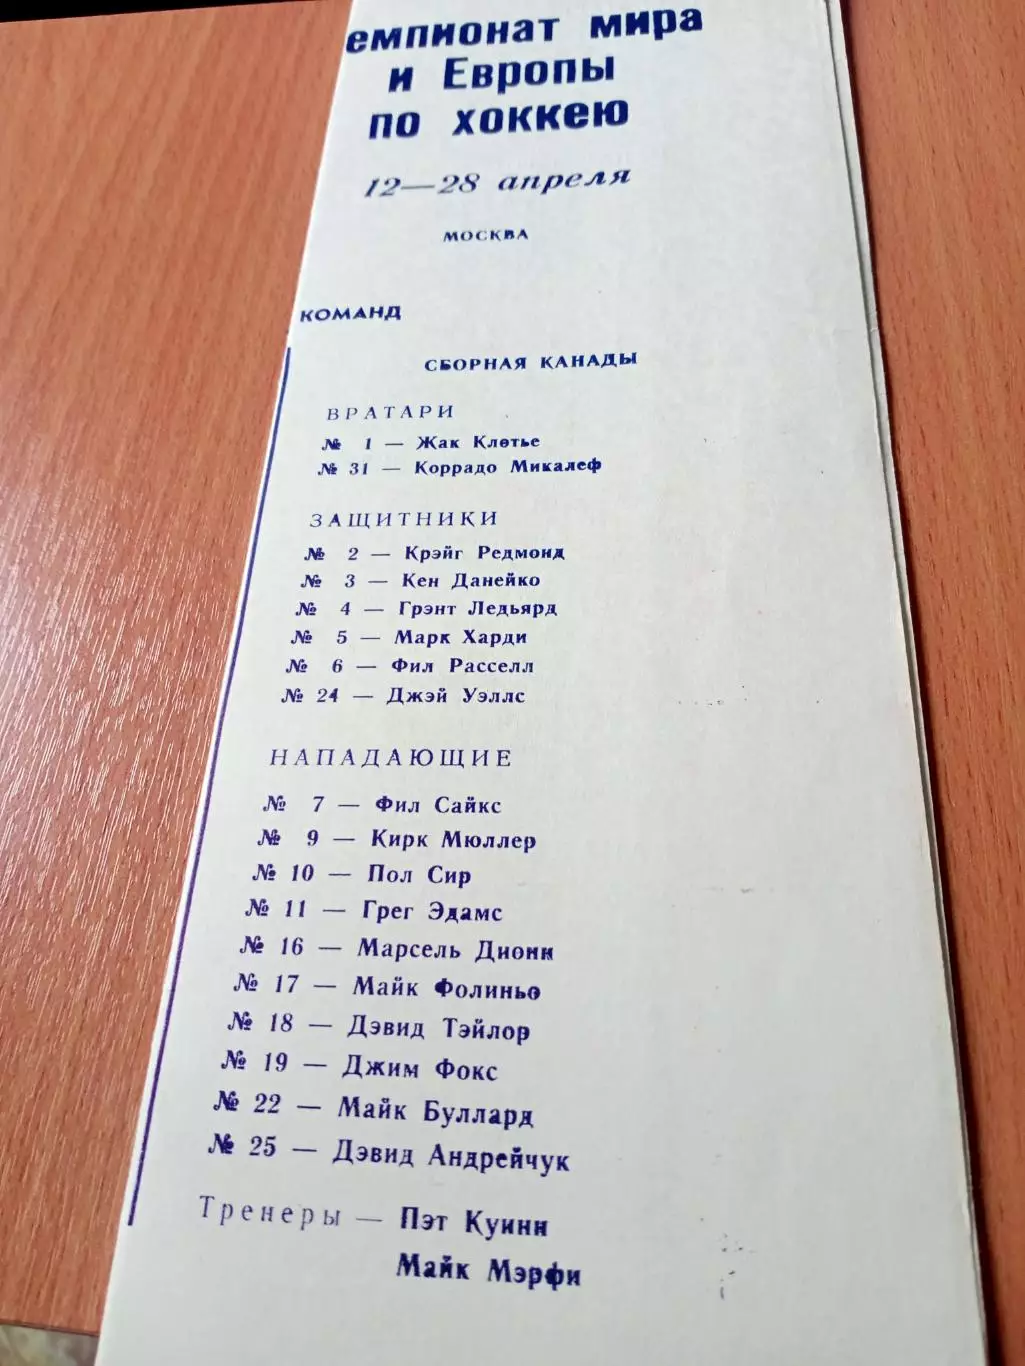 емпионат мира
и Европы
по хоккею
12—28 апреля
МОСКВА
КОМАНД
СБОРНАЯ КАНАДЫ
ВРАТАРИ
№ 1 — Жак Клотье
№ 31 — Коррадо Микалеф
ЗАЩИТНИКИ
№ 2 — Крэйг Редмонд
№ 3 — Кен Данейко
№ 4 — Грэнт Ледьярд
№ 5 — Марк Харди
№ 6 — Фил Расселл
№ 24 — Джэй Уэллс
НАПАДАЮЩИЕ
№ 7 — Фил Сайкс
№ 9 — Кирк Мюллер
№ 10 — Пол Сир
№ 11 — Грег Эдамс
№ 16 — Марсель Дионн
№ 17 — Майк Фолиньо
№ 18 — Дэвид Тэйлор
№ 19 — Джим Фокс
№ 22 — Майк Буллард
№ 25 — Дэвид Андрейчук
Тренеры — Пэт Куинн
Майк Мэрфи